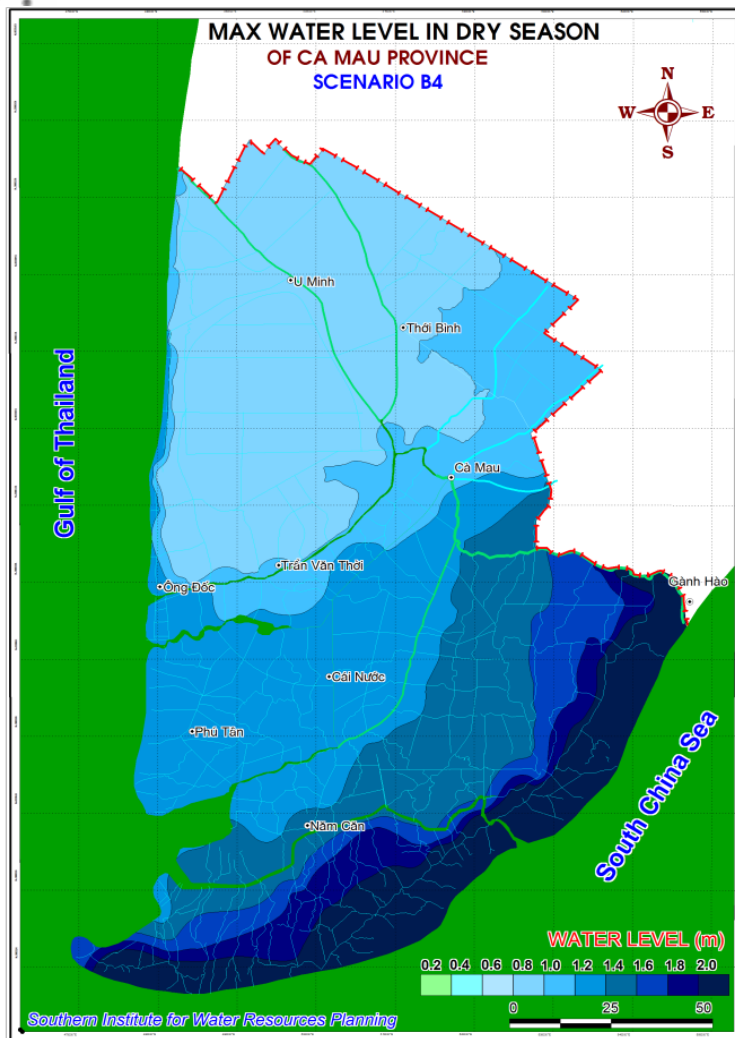 MAX WATER LEVEL IN DRY SEASON
OF CA MAU PROVINCE
SCENARIO B4
N
W E
S
U Minh
Thới Bình
Gulf of Thailand
Cà Mau
Trần Văn Thời
Ông Đốc
Gành Hào
Cái Nước
Phú Tân
South China Sea
Năm Căn
WATER LEVEL (m)
0.2 0.4 0.6 0.8 1.0 1.2 1.4 1.6 1.8 2.0
0 25 50
Southern Institute for Water Resources Planning